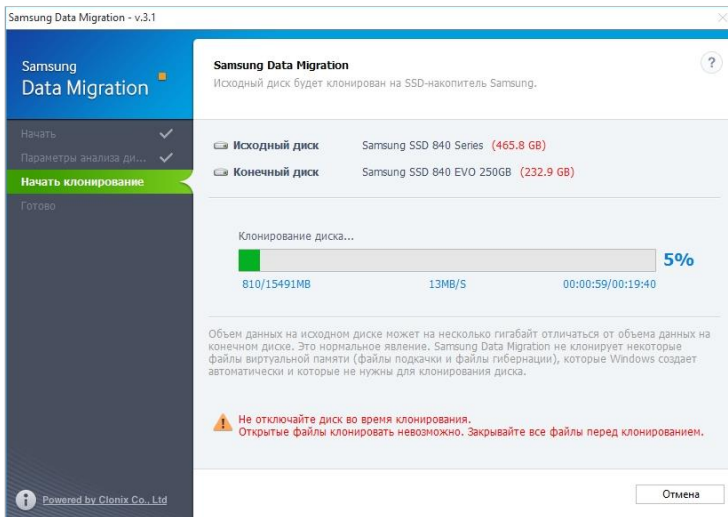 Samsung Data Migration - v.3.1
Samsung
Data Migration
Samsung Data Migration
Исходный диск будет клонирован на SSD-накопитель Samsung.
?
Начать
Параметры анализа ди...
Начать клонирование
Готово
Исходный диск Samsung SSD 840 Series (465.8 GB)
Конечный диск Samsung SSD 840 EVO 250GB (232.9 GB)
Клонирование диска...
5%
810/15491MB 13MB/S 00:00:59/00:19:40
Объем данных на исходном диске может на несколько гигабайт отличаться от объема данных на
конечном диске. Это нормальное явление. Samsung Data Migration не клонирует некоторые
файлы виртуальной памяти (файлы подкачки и файлы гибернации), которые Windows создает
автоматически и которые не нужны для клонирования диска.
Не отключайте диск во время клонирования.
Открытые файлы клонировать невозможно. Закрывайте все файлы перед клонированием.
Powered by Clonix Co., Ltd
Отмена